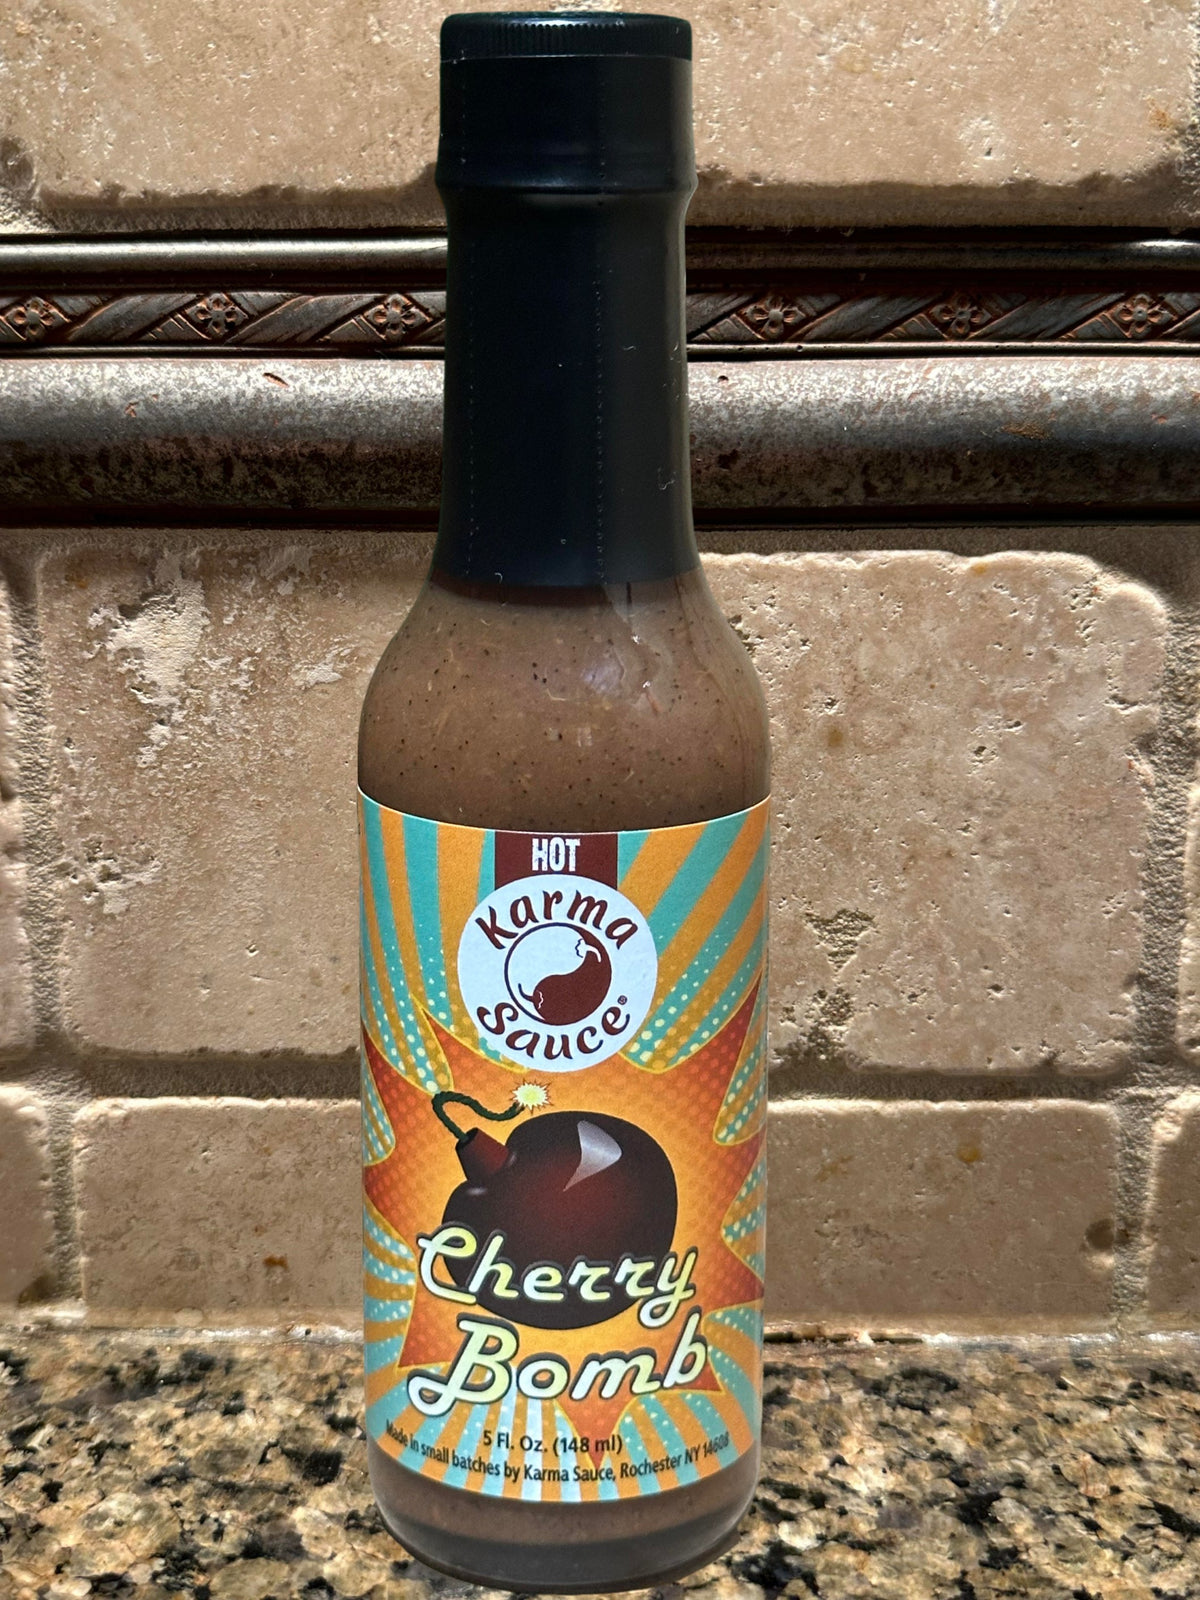 HOT
Karma
Sauce®
Cherry
Bomb
5 Fl. Oz. (148 ml)
Made in small batches by Karma Sauce, Rochester NY 14608